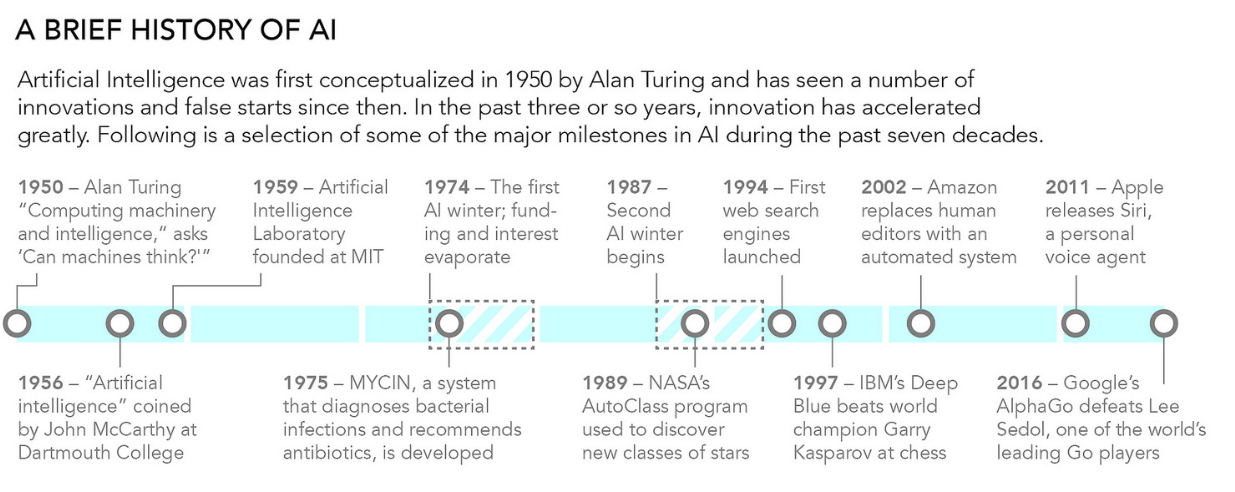 A BRIEF HISTORY OF AI
Artificial Intelligence was first conceptualized in 1950 by Alan Turing and has seen a number of
innovations and false starts since then. In the past three or so years, innovation has accelerated
greatly. Following is a selection of some of the major milestones in AI during the past seven decades.
1950 – Alan Turing
“Computing machinery
and intelligence,” asks
‘Can machines think?'”
1959 – Artificial
Intelligence
Laboratory
founded at MIT
1974 – The first
AI winter; fund-
ing and interest
evaporate
1987 –
Second
AI winter
begins
1994 – First
web search
engines
launched
2002 – Amazon
replaces human
editors with an
automated system
2011 – Apple
releases Siri,
a personal
voice agent
1956 – “Artificial
intelligence” coined
by John McCarthy at
Dartmouth College
1975 – MYCIN, a system
that diagnoses bacterial
infections and recommends
antibiotics, is developed
1989 – NASA’s
AutoClass program
used to discover
new classes of stars
1997 – IBM’s Deep
Blue beats world
champion Garry
Kasparov at chess
2016 – Google’s
AlphaGo defeats Lee
Sedol, one of the world’s
leading Go players